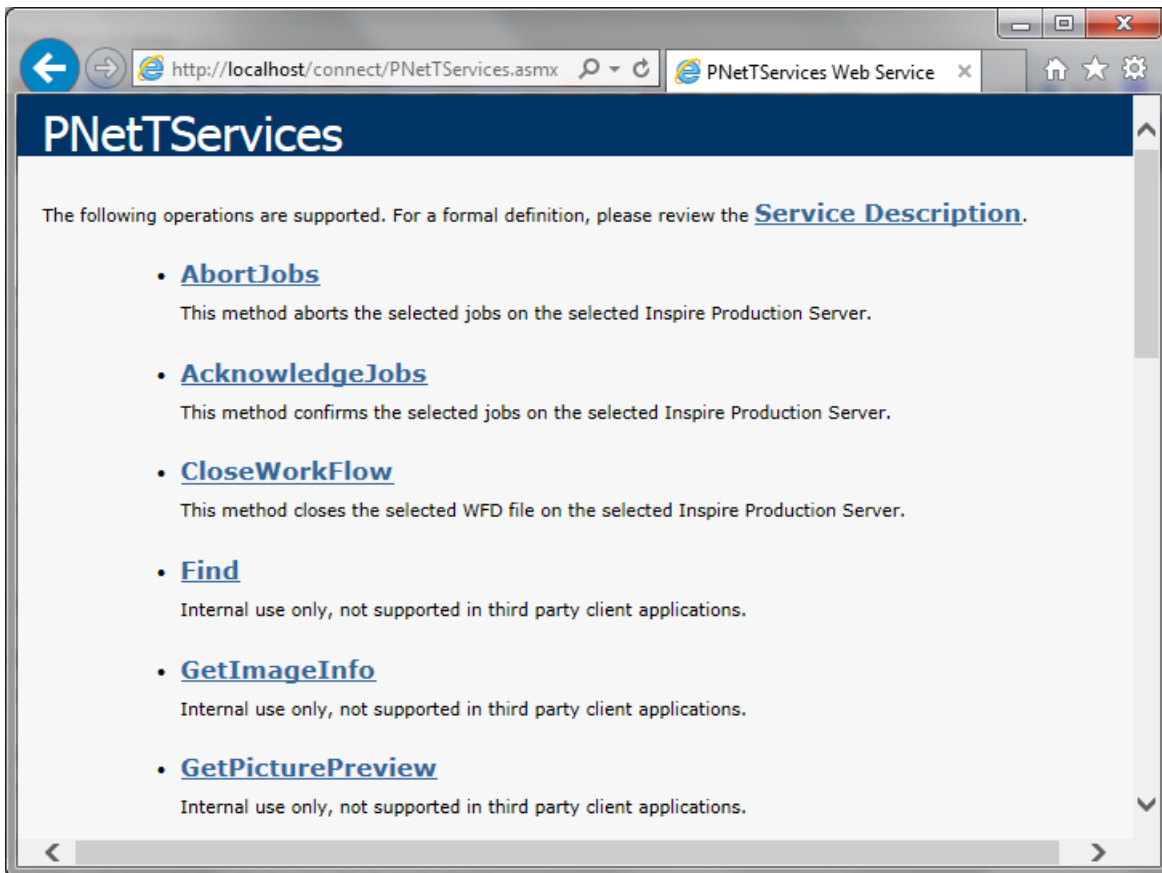 http://localhost/connect/PNetTServices.asmx
PNetTServices Web Service
PNetTServices
The following operations are supported. For a formal definition, please review the Service Description.
• AbortJobs
This method aborts the selected jobs on the selected Inspire Production Server.
• AcknowledgeJobs
This method confirms the selected jobs on the selected Inspire Production Server.
• CloseWorkFlow
This method closes the selected WFD file on the selected Inspire Production Server.
• Find
Internal use only, not supported in third party client applications.
• GetImageInfo
Internal use only, not supported in third party client applications.
• GetPicturePreview
Internal use only, not supported in third party client applications.